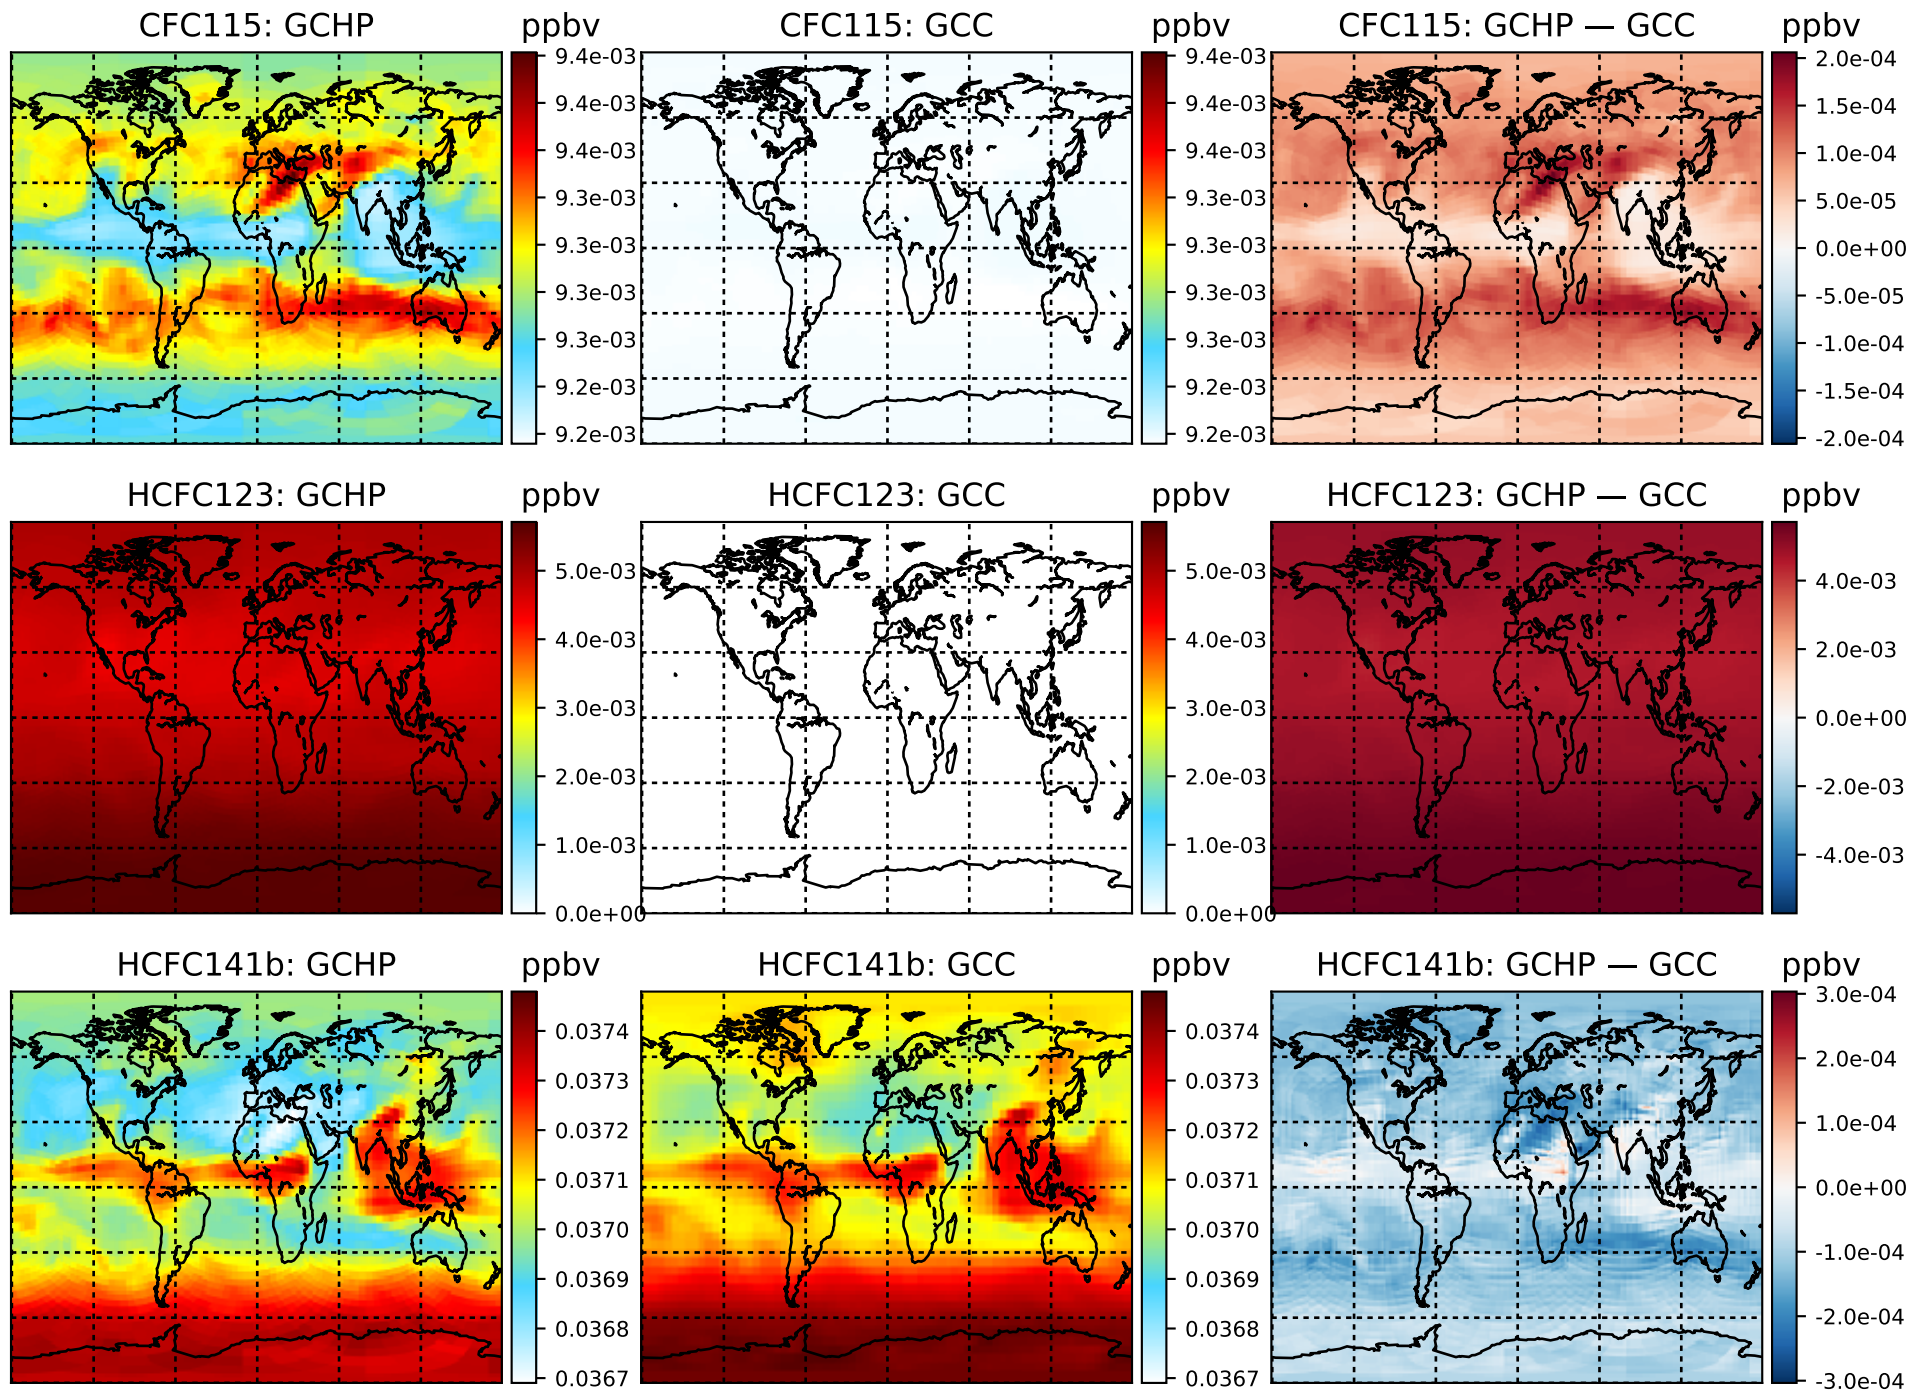 CFC115: GCHP ppbv CFC115: GCC ppbv CFC115: GCHP — GCC ppbv
9.4e-03 9.4e-03 2.0e-04
9.4e-03 9.4e-03 1.5e-04
9.4e-03 9.4e-03 1.0e-04
9.3e-03 9.3e-03 5.0e-05
9.3e-03 9.3e-03 0.0e+00
9.3e-03 9.3e-03 -5.0e-05
9.3e-03 9.3e-03 -1.0e-04
9.2e-03 9.2e-03 -1.5e-04
9.2e-03 9.2e-03 -2.0e-04
HCFC123: GCHP ppbv HCFC123: GCC ppbv HCFC123: GCHP — GCC ppbv
5.0e-03 5.0e-03 4.0e-03
4.0e-03 4.0e-03 2.0e-03
3.0e-03 3.0e-03 0.0e+00
2.0e-03 2.0e-03 -2.0e-03
1.0e-03 1.0e-03 -4.0e-03
0.0e+00 0.0e+00
HCFC141b: GCHP ppbv HCFC141b: GCC ppbv HCFC141b: GCHP — GCC ppbv
0.0374 0.0374 3.0e-04
0.0373 0.0373 2.0e-04
0.0372 0.0372 1.0e-04
0.0371 0.0371 0.0e+00
0.0370 0.0370 -1.0e-04
0.0369 0.0369 -2.0e-04
0.0368 0.0368 -3.0e-04
0.0367 0.0367